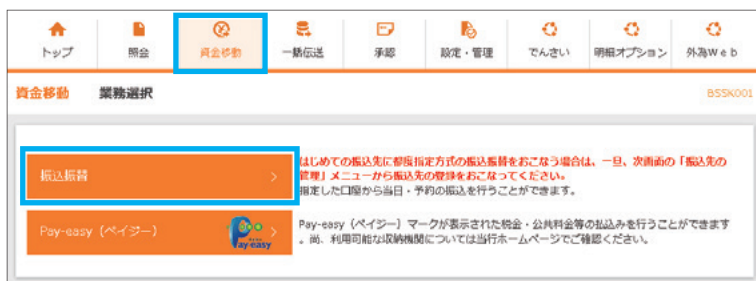 トップ 照会 資金移動 一括伝送 承認 設定・管理 でんさい 明細オプション 外為Ｗｅｂ
資金移動 業務選択 BSSK001
振込振替
はじめての振込先に都度指定方式の振込振替をおこなう場合は、一旦、次画面の「振込先の
管理」メニューから振込先の登録をおこなってください。
指定した口座から当日・予約の振込を行うことができます。
Pay-easy（ペイジー）
Pay-easy
Pay-easy（ペイジー）マークが表示された税金・公共料金等の払込みを行うことができます
。尚、利用可能な収納機関については当行ホームページでご確認ください。